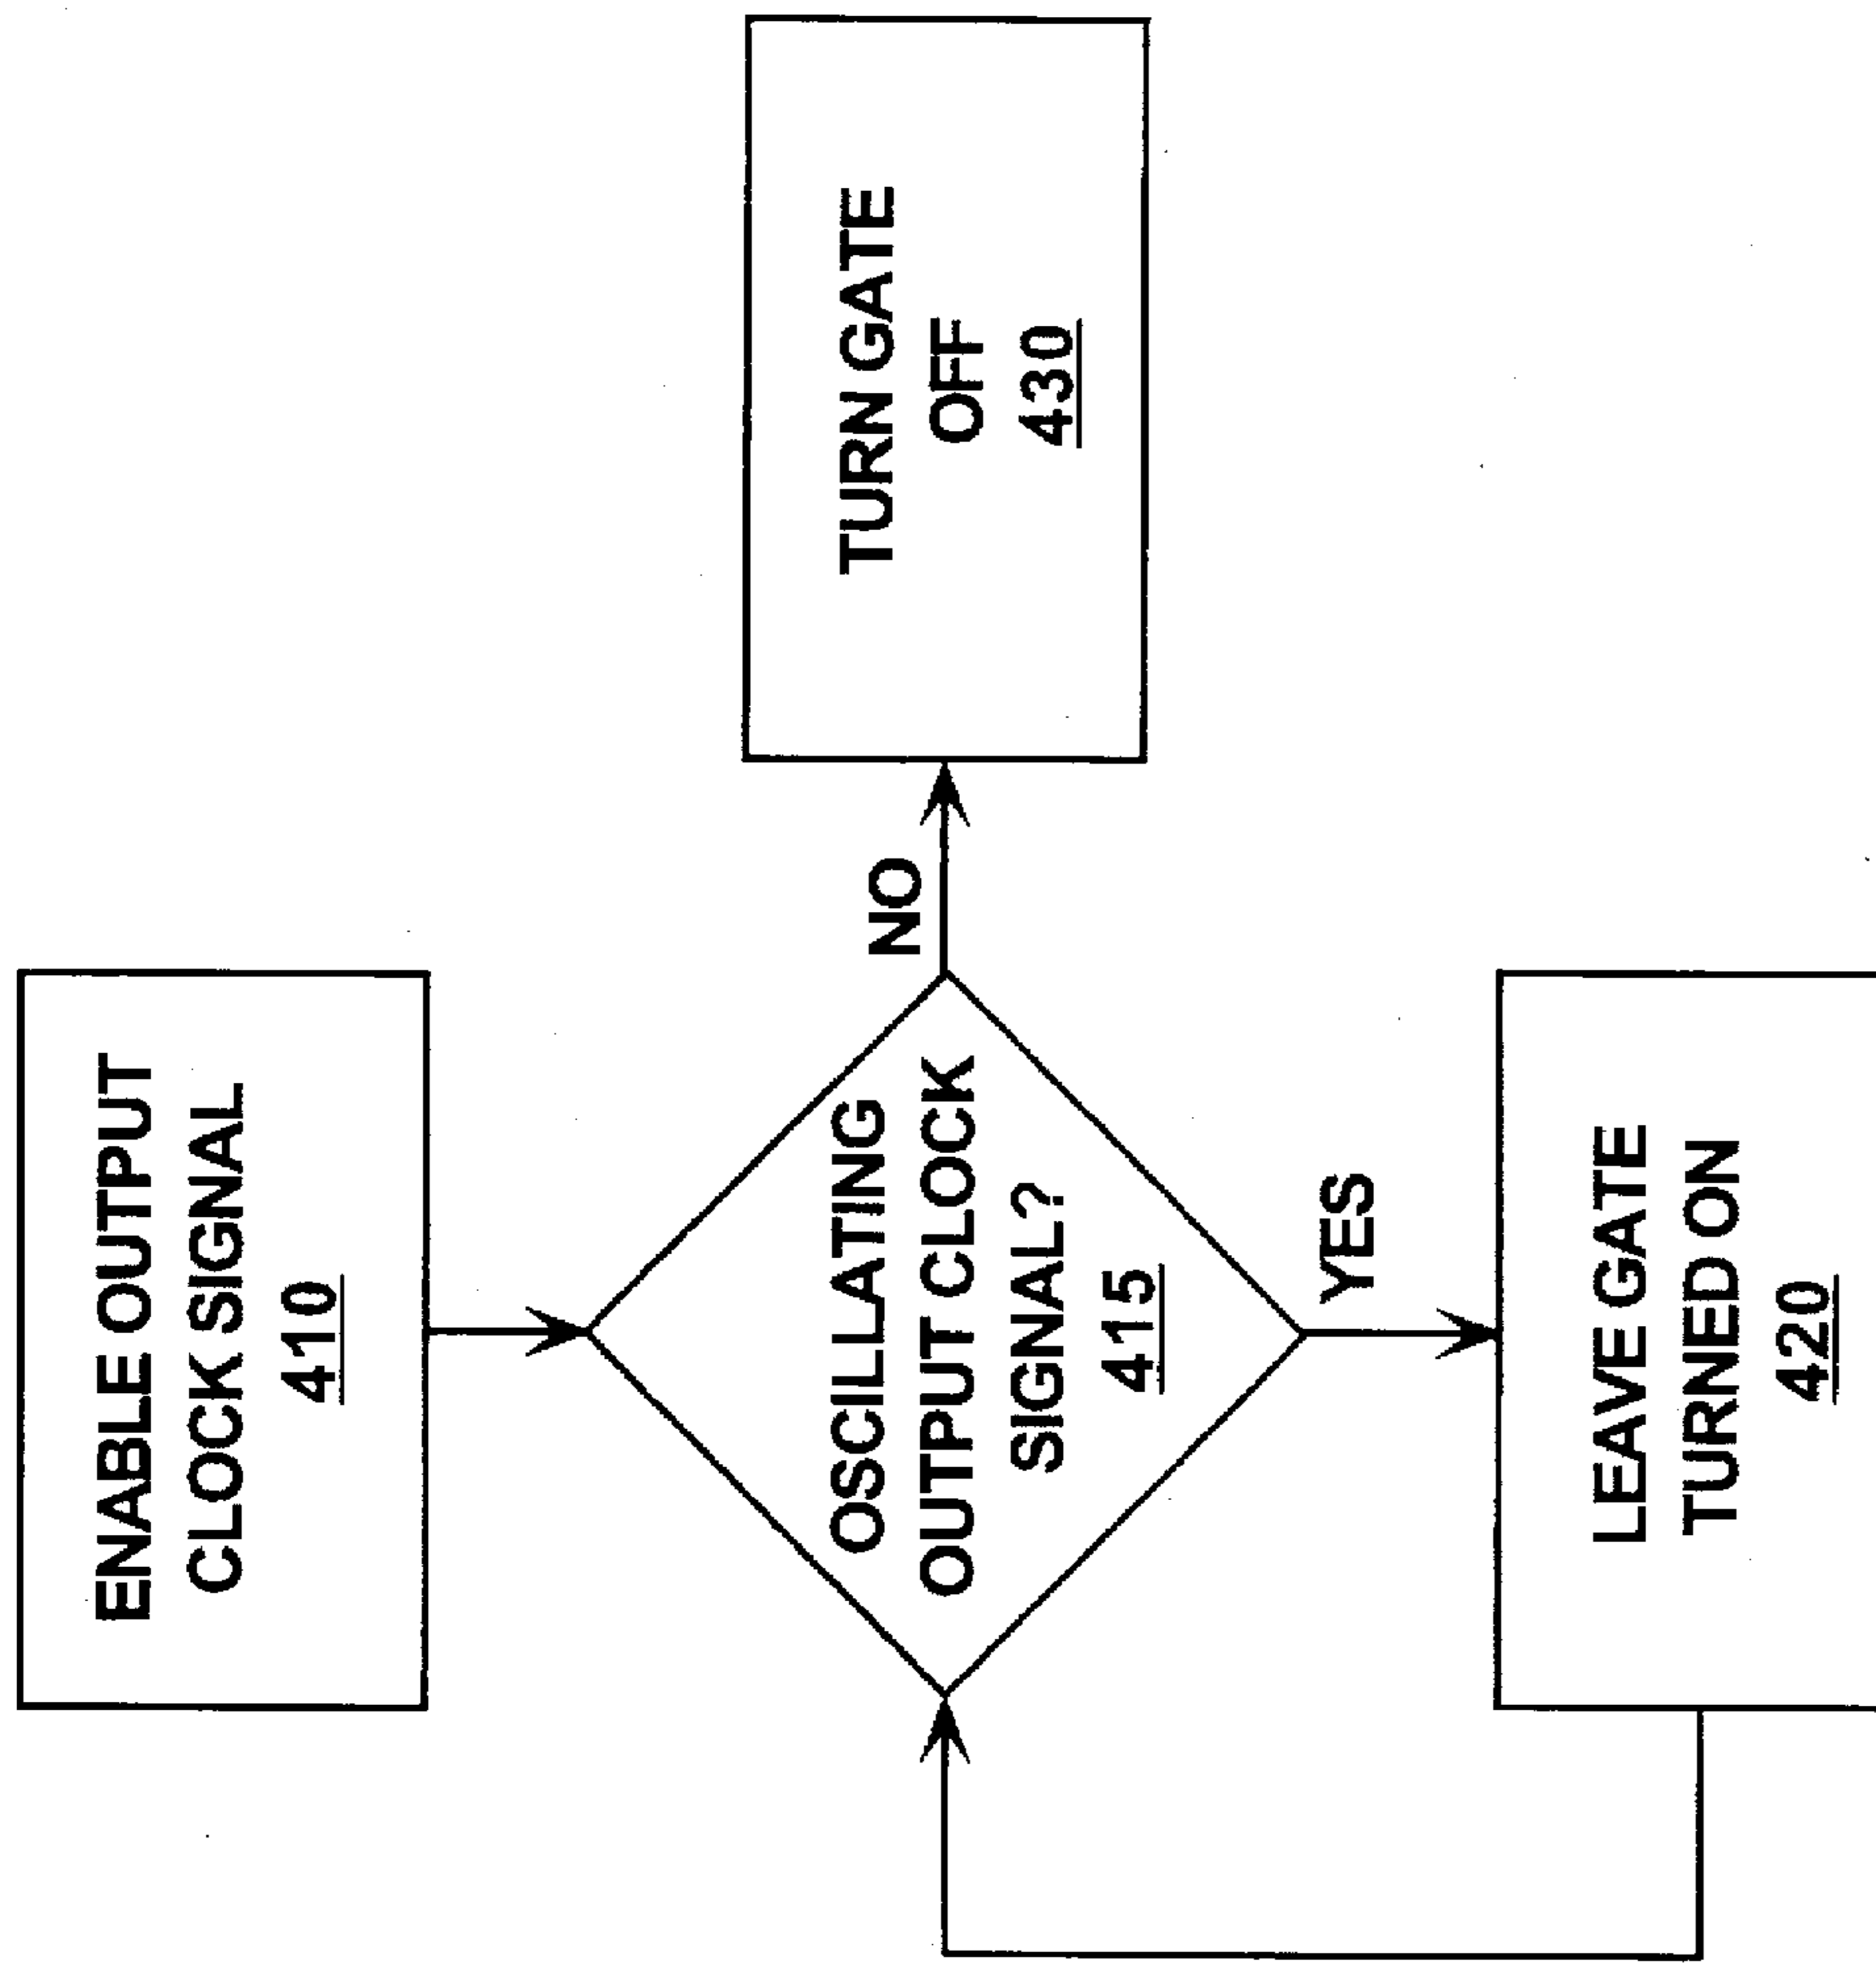 ENABLE OUTPUT
CLOCK SIGNAL
410
OSCILLATING
OUTPUT CLOCK
SIGNAL?
415
NO
TURN GATE
OFF
430
YES
LEAVE GATE
TURNED ON
420